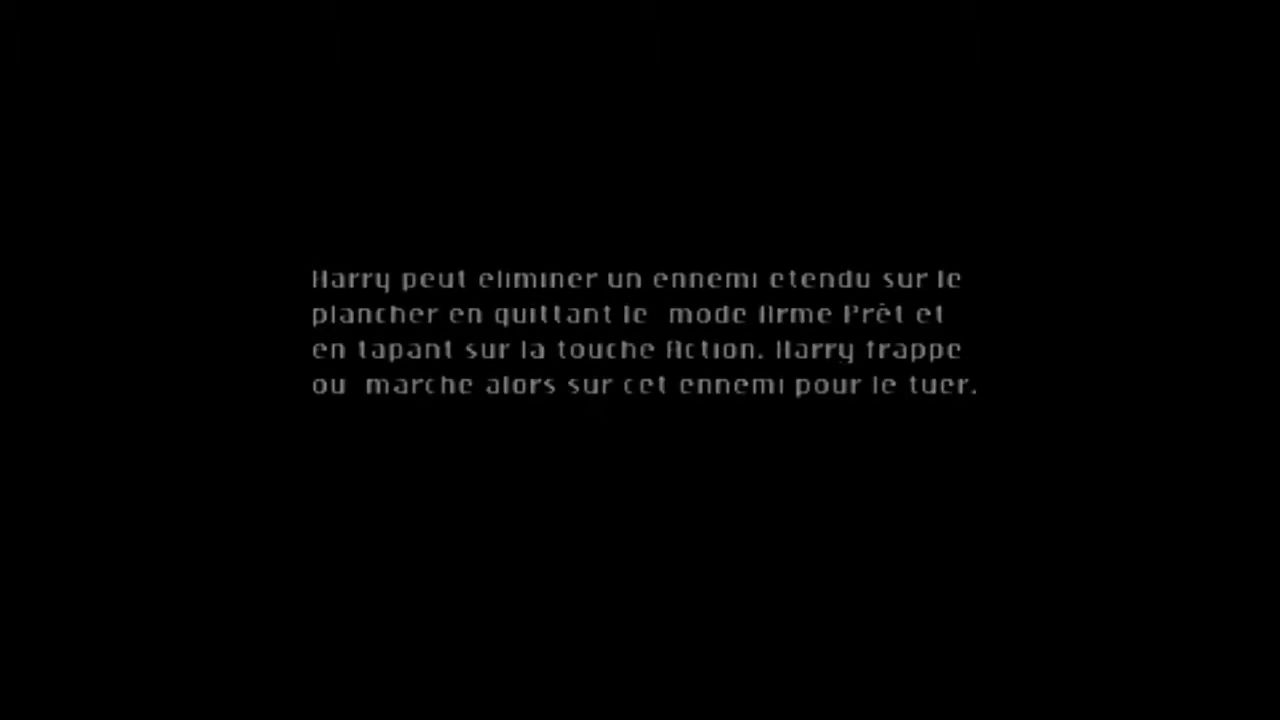 Harry peut eliminer un ennemi etendu sur le
plancher en quittant le mode Arme Prêt et
en tapant sur la touche Action. Harry frappe
ou marche alors sur cet ennemi pour le tuer.